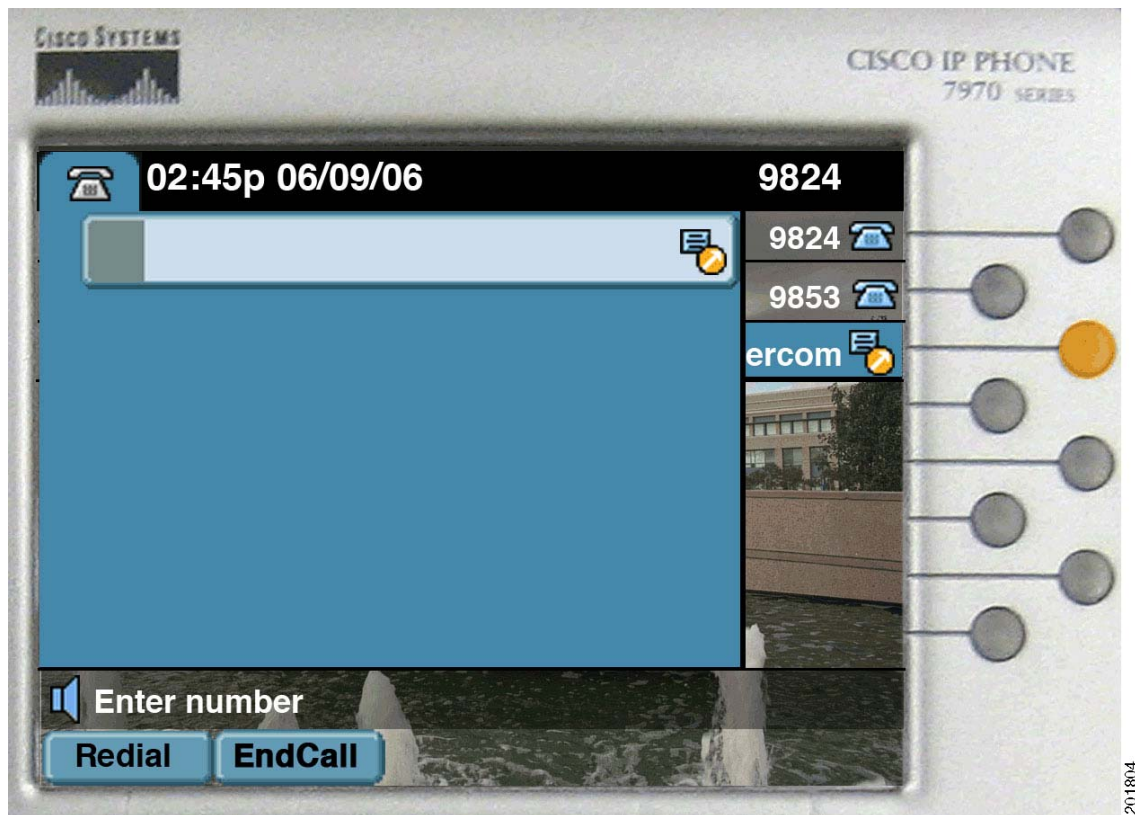 CISCO SYSTEMS
CISCO IP PHONE
7970 SERIES
02:45p 06/09/06
9824
9824
9853
ercom
Enter number
Redial
EndCall
201804